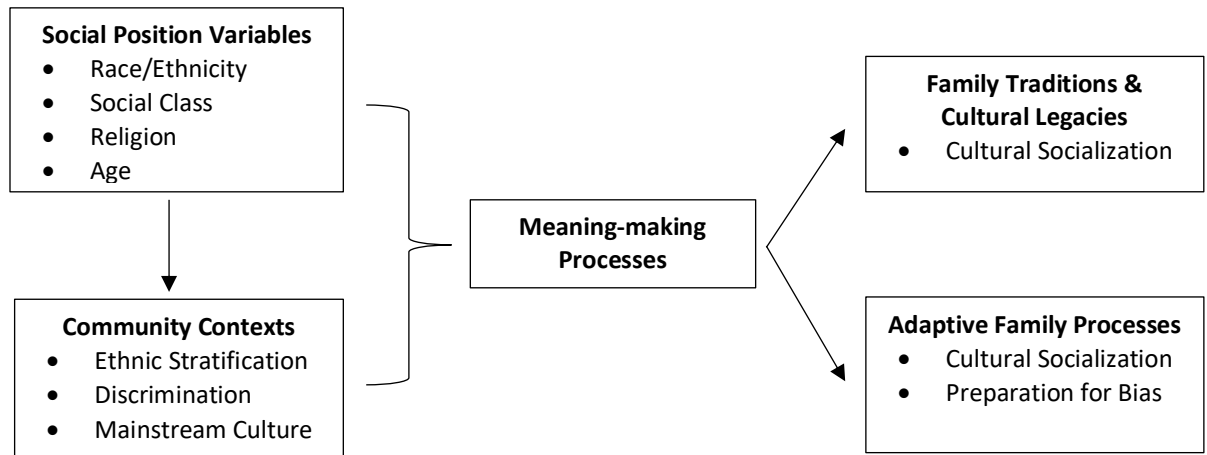 Social Position Variables
• Race/Ethnicity
• Social Class
• Religion
• Age
Community Contexts
• Ethnic Stratification
• Discrimination
• Mainstream Culture
Meaning-making
Processes
Family Traditions &
Cultural Legacies
• Cultural Socialization
Adaptive Family Processes
• Cultural Socialization
• Preparation for Bias